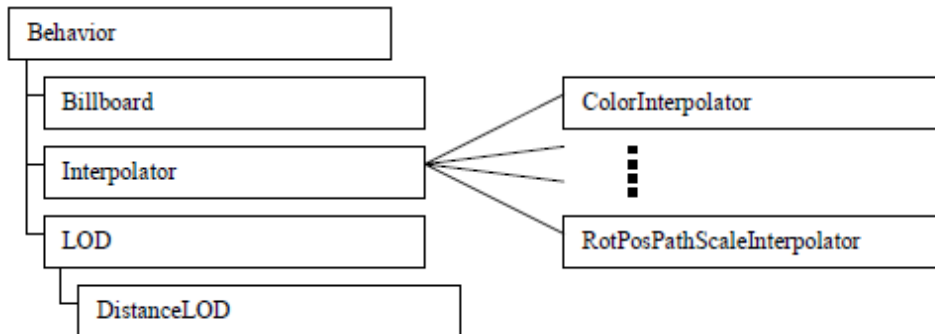 Behavior
Billboard
ColorInterpolator
Interpolator
LOD
RotPosPathScaleInterpolator
DistanceLOD